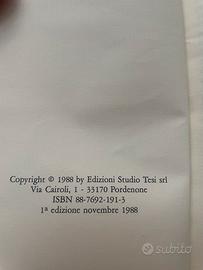 Copyright © 1988 by Edizioni Studio Tesi srl
Via Cairoli, 1 - 33170 Pordenone
ISBN 88-7692-191-3
1ª edizione novembre 1988
subito